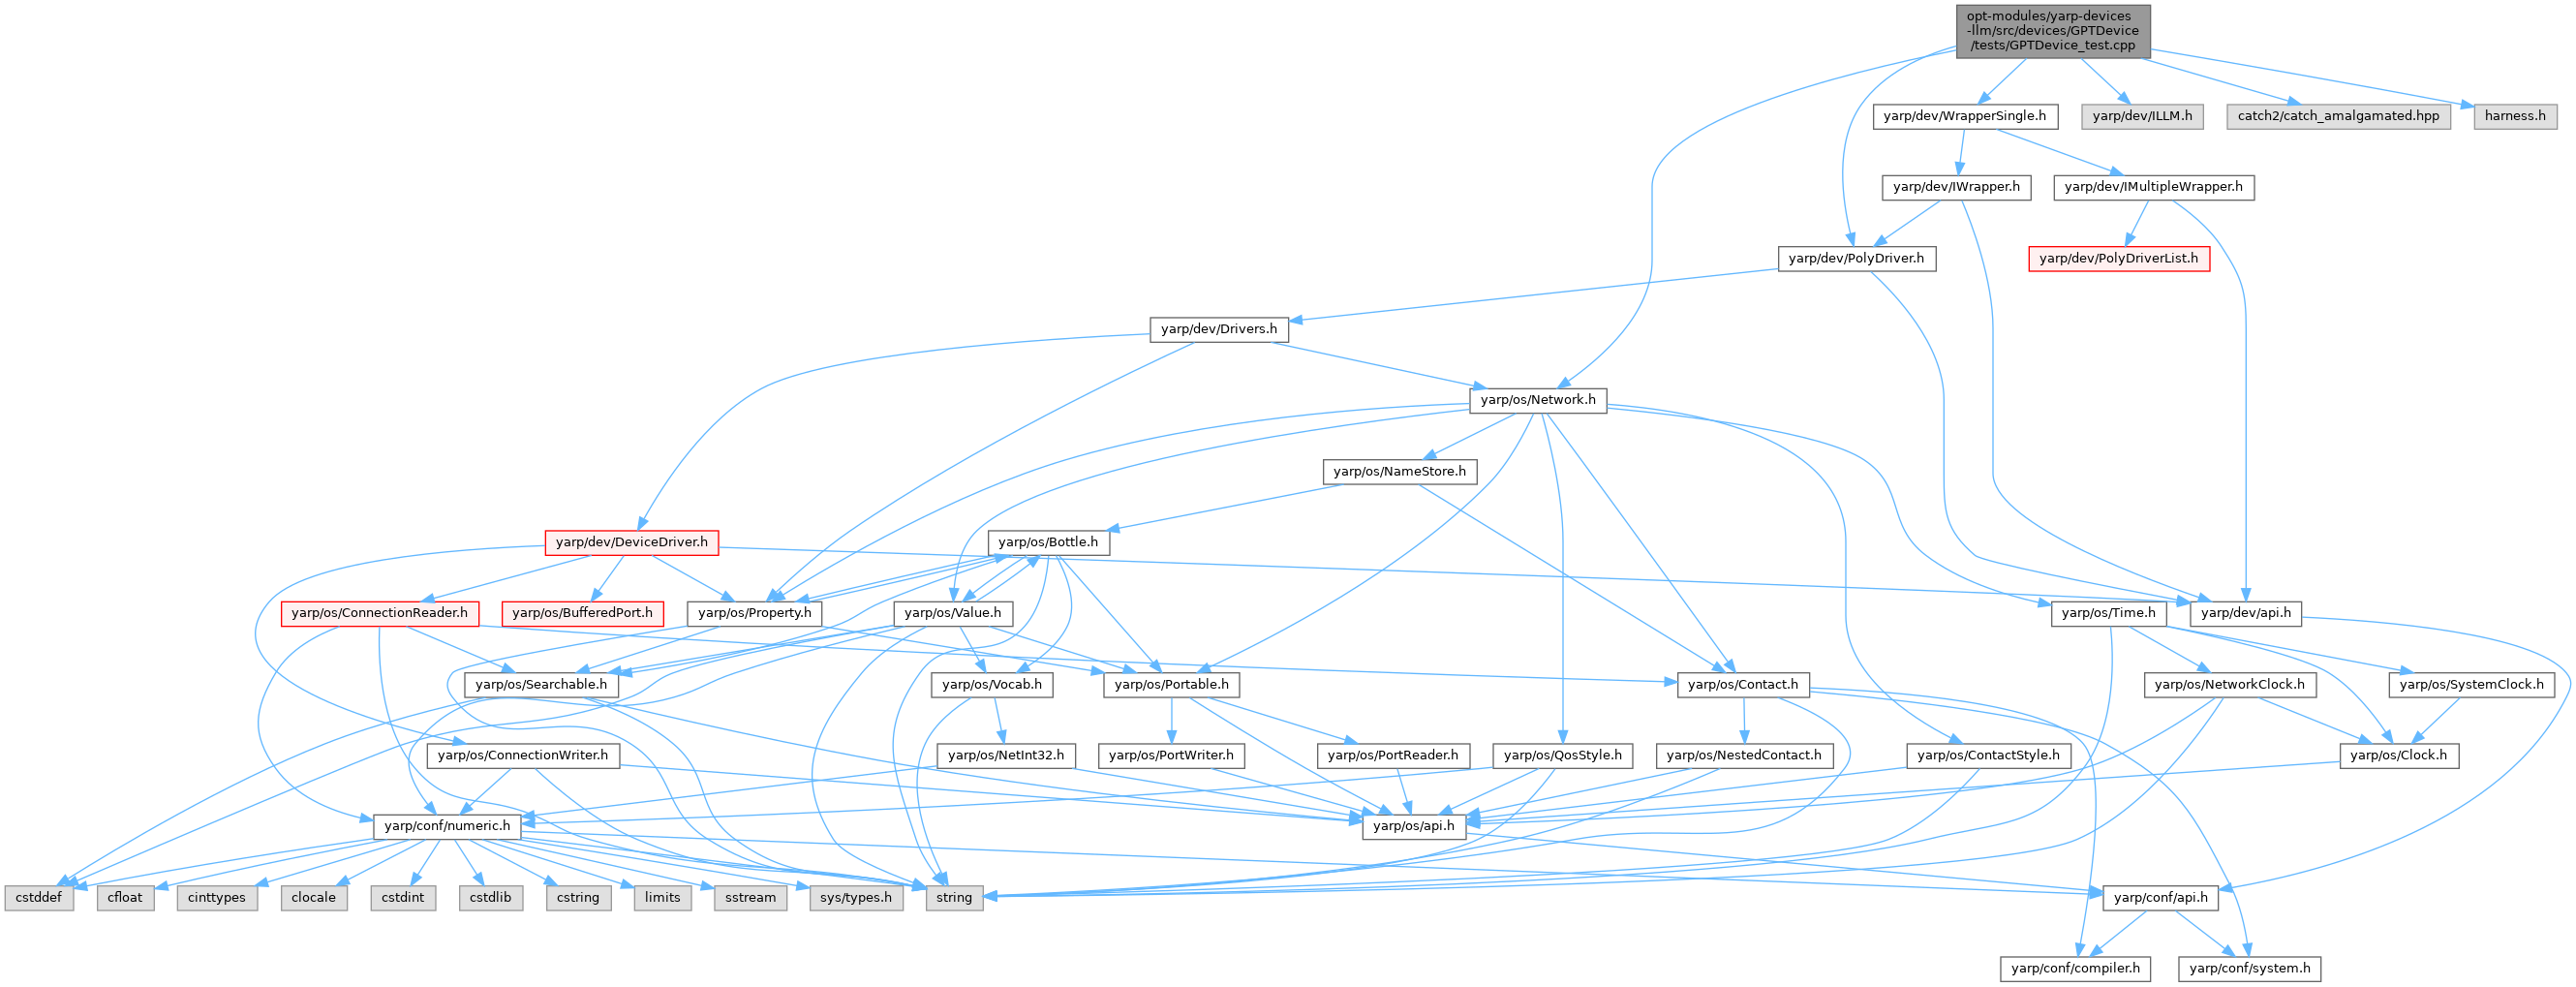 opt-modules/yarp-devices
-llm/src/devices/GPTDevice
/tests/GPTDevice_test.cpp
yarp/dev/WrapperSingle.h
yarp/dev/ILLM.h
catch2/catch_amalgamated.hpp
harness.h
yarp/dev/IWrapper.h
yarp/dev/IMultipleWrapper.h
yarp/dev/PolyDriver.h
yarp/dev/PolyDriverList.h
yarp/dev/Drivers.h
yarp/os/Network.h
yarp/os/NameStore.h
yarp/dev/DeviceDriver.h
yarp/os/Bottle.h
yarp/os/ConnectionReader.h
yarp/os/BufferedPort.h
yarp/os/Property.h
yarp/os/Value.h
yarp/os/Time.h
yarp/dev/api.h
yarp/os/Searchable.h
yarp/os/Vocab.h
yarp/os/Portable.h
yarp/os/Contact.h
yarp/os/NetworkClock.h
yarp/os/SystemClock.h
yarp/os/ConnectionWriter.h
yarp/os/NetInt32.h
yarp/os/PortWriter.h
yarp/os/PortReader.h
yarp/os/QosStyle.h
yarp/os/NestedContact.h
yarp/os/ContactStyle.h
yarp/os/Clock.h
yarp/conf/numeric.h
yarp/os/api.h
cstddef
cfloat
cinttypes
clocale
cstdint
cstdlib
cstring
limits
sstream
sys/types.h
string
yarp/conf/api.h
yarp/conf/compiler.h
yarp/conf/system.h